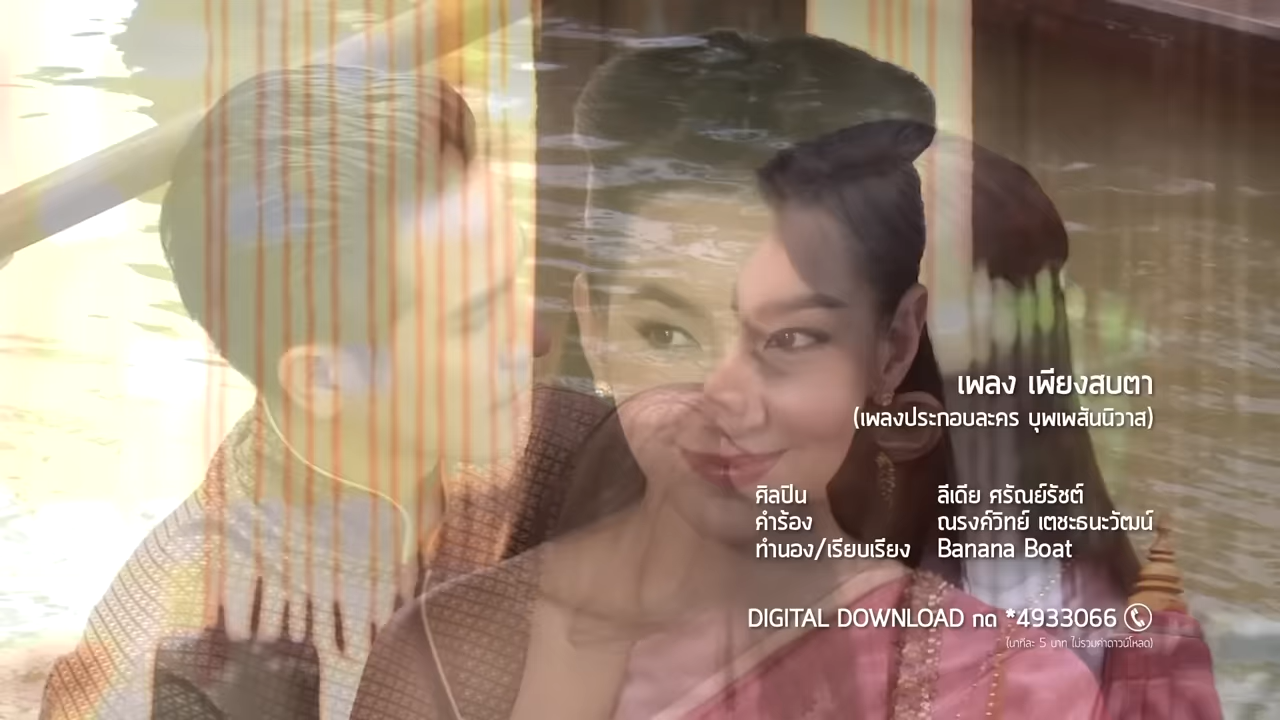 เพลง เพียงสบตา
(เพลงประกอบละคร บุพเพสันนิวาส)
ศิลปิน ลีเดีย ศรัณย์รัชต์
คำร้อง ณรงค์วิทย์ เตชะธนะวัฒน์
ทำนอง/เรียบเรียง Banana Boat
DIGITAL DOWNLOAD กด *4933066
(นาทีละ 5 บาท ไม่รวมค่าดาวน์โหลด)